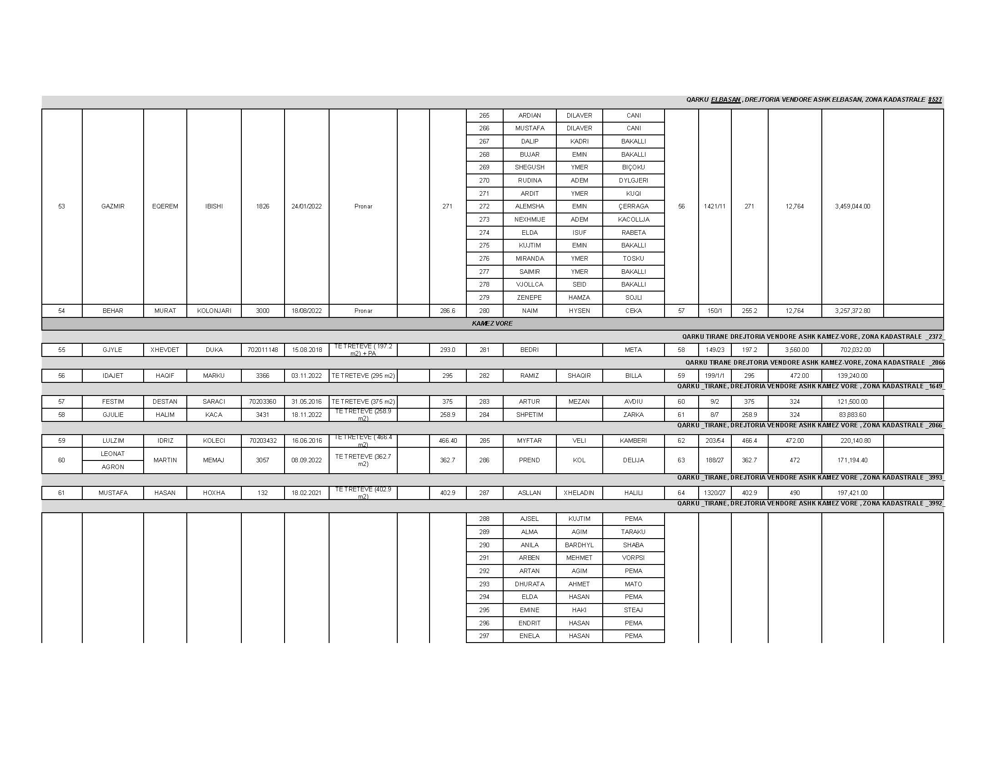 QARKU ELBASAN , DREJTORIA VENDORE ASHK ELBASAN, ZONA KADASTRALE 8527
265 ARDIAN DILAVER CANI
266 MUSTAFA DILAVER CANI
267 DALIP KADRI BAKALLI
268 BUJAR EMIN BAKALLI
269 SHEGUSH YMER BIÇOKU
270 RUDINA ADEM DYLGJERI
271 ARDIT YMER KUQI
53 GAZMIR EQEREM IBISHI 1826 24/01/2022 Pronar 271 272 ALEMSHA EMIN ÇERRAGA 56 1421/11 271 12,764 3,459,044.00
273 NEXHMIJE ADEM KACOLLJA
274 ELDA ISUF RABETA
275 KUJTIM EMIN BAKALLI
276 MIRANDA YMER TOSKU
277 SAIMIR YMER BAKALLI
278 VJOLLCA SEID BAKALLI
279 ZENEPE HAMZA SOJLI
54 BEHAR MURAT KOLONJARI 3000 18/08/2022 Pronar 286.6 280 NAIM HYSEN CEKA 57 150/1 255.2 12,764 3,257,372.80
KAMEZ VORE
QARKU TIRANE DREJTORIA VENDORE ASHK KAMEZ-VORE, ZONA KADASTRALE _2372_
55 GJYLE XHEVDET DUKA 702011148 15.08.2018 TE TRETEVE ( 197.2 m2) + PA 293.0 281 BEDRI META 58 149/23 197.2 3,560.00 702,032.00
QARKU TIRANE DREJTORIA VENDORE ASHK KAMEZ-VORE, ZONA KADASTRALE _2066
56 IDAJET HAQIF MARKU 3366 03.11.2022 TE TRETEVE (295 m2) 295 282 RAMIZ SHAQIR BILLA 59 199/1/1 295 472.00 139,240.00
QARKU _TIRANE, DREJTORIA VENDORE ASHK KAMEZ VORE , ZONA KADASTRALE _1649_
57 FESTIM DESTAN SARACI 70203360 31.05.2016 TE TRETEVE (375 m2) 375 283 ARTUR MEZAN AVDIU 60 9/2 375 324 121,500.00
58 GJULIE HALIM KACA 3431 18.11.2022 TE TRETEVE (258.9 m2) 258.9 284 SHPETIM ZARKA 61 8/7 258.9 324 83,883.60
QARKU _TIRANE, DREJTORIA VENDORE ASHK KAMEZ VORE , ZONA KADASTRALE _2066_
59 LULZIM IDRIZ KOLECI 70203432 16.06.2016 TE TRETEVE ( 466.4 m2) 466.40 285 MYFTAR VELI KAMBERI 62 203/54 466.4 472.00 220,140.80
LEONAT
60 MARTIN MEMAJ 3057 08.09.2022 TE TRETEVE (362.7 m2) 362.7 286 PREND KOL DELIJA 63 188/27 362.7 472 171,194.40
AGRON
QARKU _TIRANE, DREJTORIA VENDORE ASHK KAMEZ VORE , ZONA KADASTRALE _3993_
61 MUSTAFA HASAN HOXHA 132 18.02.2021 TE TRETEVE (402.9 m2) 402.9 287 ASLLAN XHELADIN HALILI 64 1320/27 402.9 490 197,421.00
QARKU _TIRANE, DREJTORIA VENDORE ASHK KAMEZ VORE , ZONA KADASTRALE _3992_
288 AJSEL KUJTIM PEMA
289 ALMA AGIM TARAKU
290 ANILA BARDHYL SHABA
291 ARBEN MEHMET VORPSI
292 ARTAN AGIM PEMA
293 DHURATA AHMET MATO
294 ELDA HASAN PEMA
295 EMINE HAKI STEAJ
296 ENDRIT HASAN PEMA
297 ENELA HASAN PEMA